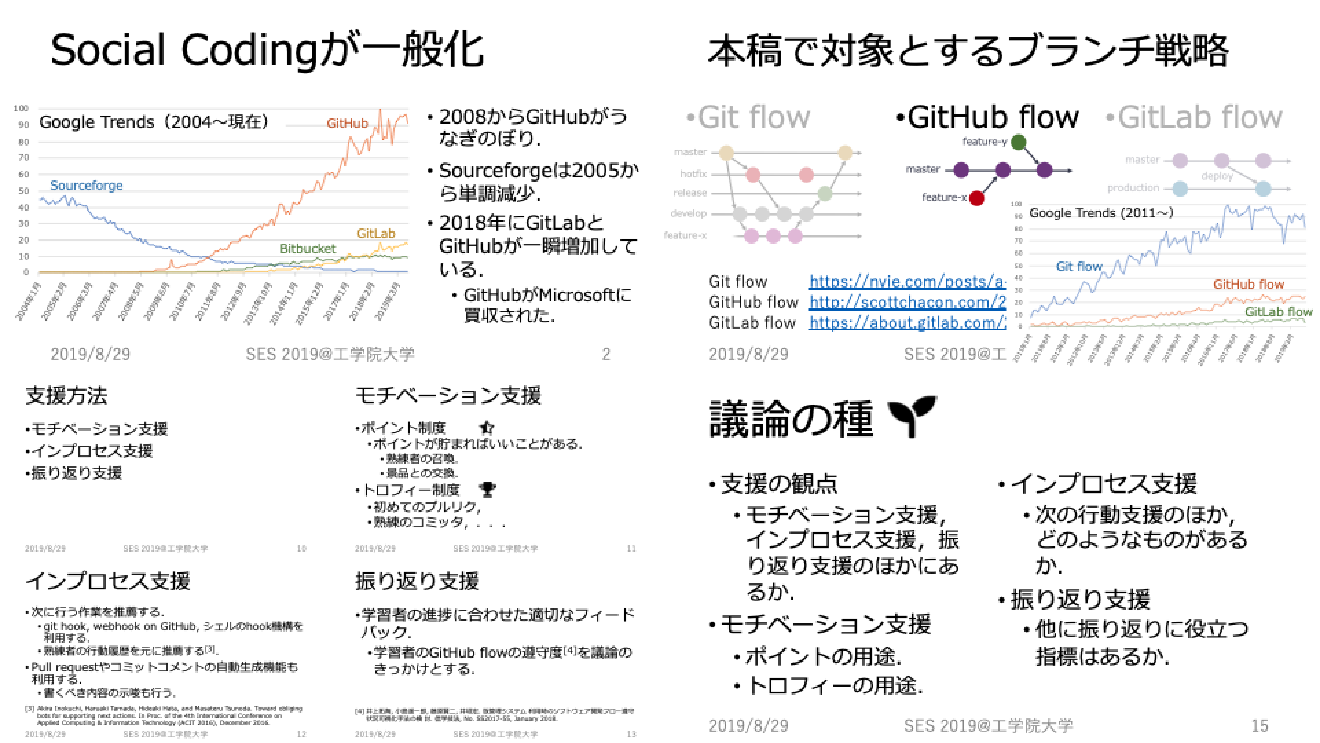 Social Codingが一般化
Google Trends（2004～現在）
GitHub
Sourceforge
GitLab
Bitbucket
100
90
80
70
60
50
40
30
20
10
0
• 2008からGitHubがう
なぎのぼり．
• Sourceforgeは2005か
ら単調減少．
• 2018年にGitLabと
GitHubが一瞬増加して
いる．
• GitHubがMicrosoftに
買収された．
2019/8/29
SES 2019@工学院大学
2
本稿で対象とするブランチ戦略
•Git flow
•GitHub flow
•GitLab flow
master
hotfix
release
develop
feature-x
feature-y
master
feature-x
master
deploy
production
Google Trends (2011～)
Git flow
GitHub flow
GitLab flow
100
90
80
70
60
50
40
30
20
10
0
Git flow https://nvie.com/posts/a-
GitHub flow http://scottchacon.com/2
GitLab flow https://about.gitlab.com/
2019/8/29
SES 2019@工
支援方法
•モチベーション支援
•インプロセス支援
•振り返り支援
2019/8/29
SES 2019@工学院大学
10
モチベーション支援
•ポイント制度
•ポイントが貯まればいいことがある．
•熟練者の召喚．
•景品との交換．
•トロフィー制度
•初めてのプルリク，
•熟練のコミッタ，．．．
2019/8/29
SES 2019@工学院大学
11
インプロセス支援
•次に行う作業を推薦する．
•git hook, webhook on GitHub, シェルのhook機構を
利用する．
•熟練者の行動履歴を元に推薦する[3]．
•Pull requestやコミットコメントの自動生成機能も
利用する．
•書くべき内容の示唆も行う．
[3] Akira Inokuchi, Haruaki Tamada, Hideaki Hata, and Masateru Tsunoda. Toward obliging
bots for supporting next actions. In Proc. of the 4th International Conference on
Applied Computing & Information Technology (ACIT 2016), December 2016.
2019/8/29
SES 2019@工学院大学
12
振り返り支援
•学習者の進捗に合わせた適切なフィード
バック．
•学習者のGitHub flowの遵守度[4]を議論の
きっかけとする．
No. SS2017-55, January 2018.
2019/8/29
SES 2019@工学院大学
13
議論の種
• 支援の観点
• モチベーション支援，
インプロセス支援，振
り返り支援のほかにあ
るか．
• モチベーション支援
• ポイントの用途．
• トロフィーの用途．
• インプロセス支援
• 次の行動支援のほか，
どのようなものがある
か．
• 振り返り支援
• 他に振り返りに役立つ
指標はあるか．
2019/8/29
SES 2019@工学院大学
15